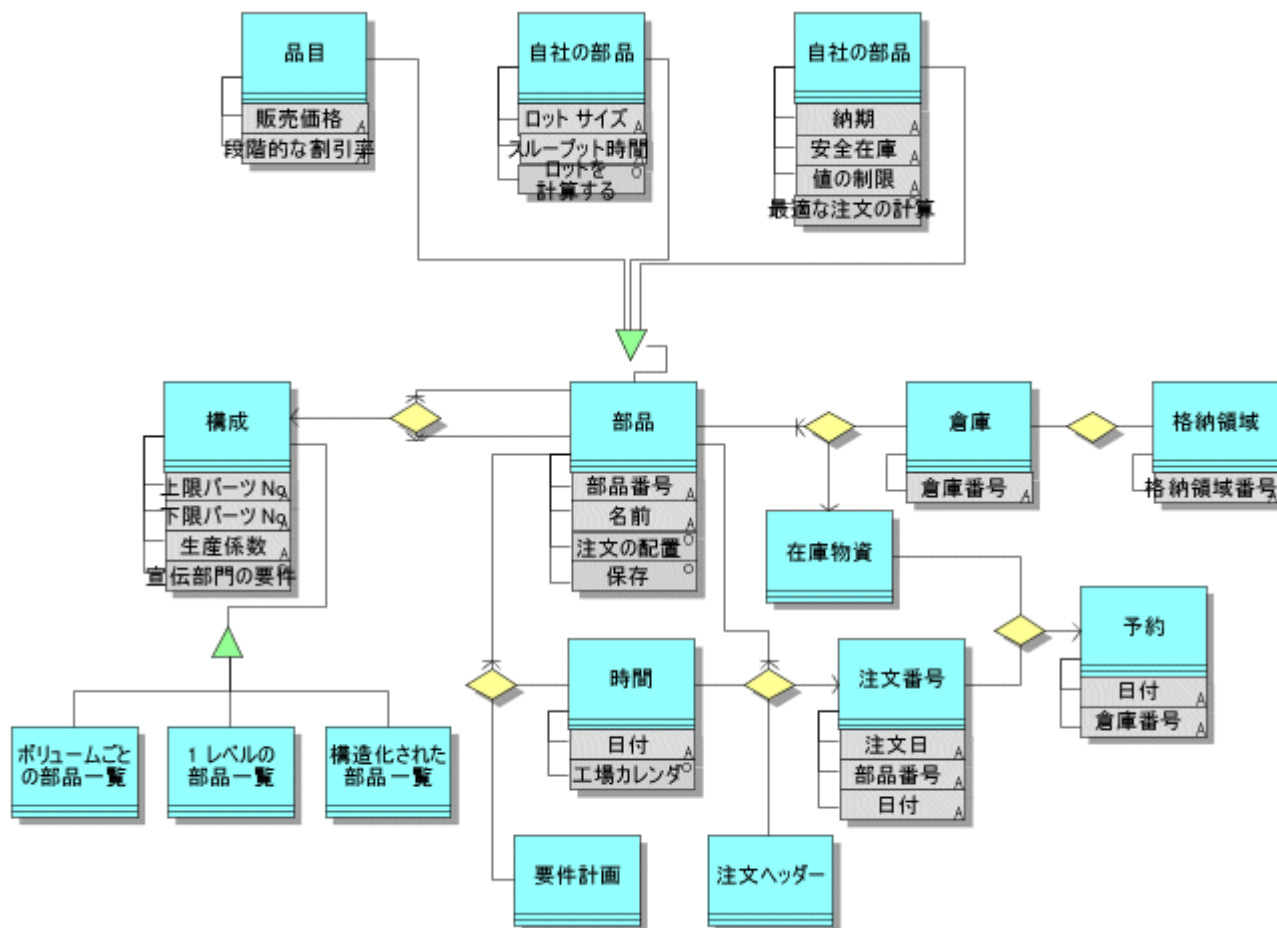 品目
販売価格
A
段階的な割引率
A
自社の部品
ロット サイズ
A
スループット時間
A
ロットを
計算する
O
自社の部品
納期
A
安全在庫
A
値の制限
A
最適な注文の計算
O
構成
上限パーツ No
A
下限パーツ No
A
生産係数
A
宣伝部門の要件
O
部品
部品番号
A
名前
A
注文の配置
O
保存
O
倉庫
倉庫番号
A
格納領域
格納領域番号
A
在庫物資
予約
日付
A
倉庫番号
A
時間
日付
A
工場カレンダ
O
注文番号
注文日
A
部品番号
A
日付
A
ボリュームごと
の部品一覧
1 レベルの
部品一覧
構造化された
部品一覧
要件計画
注文ヘッダー